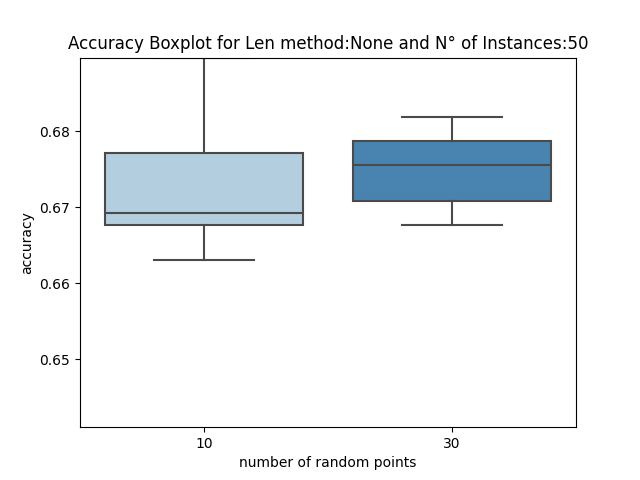 Accuracy Boxplot for Len method:None and N° of Instances:50
0.68
0.67
0.66
0.65
accuracy
10 30
number of random points